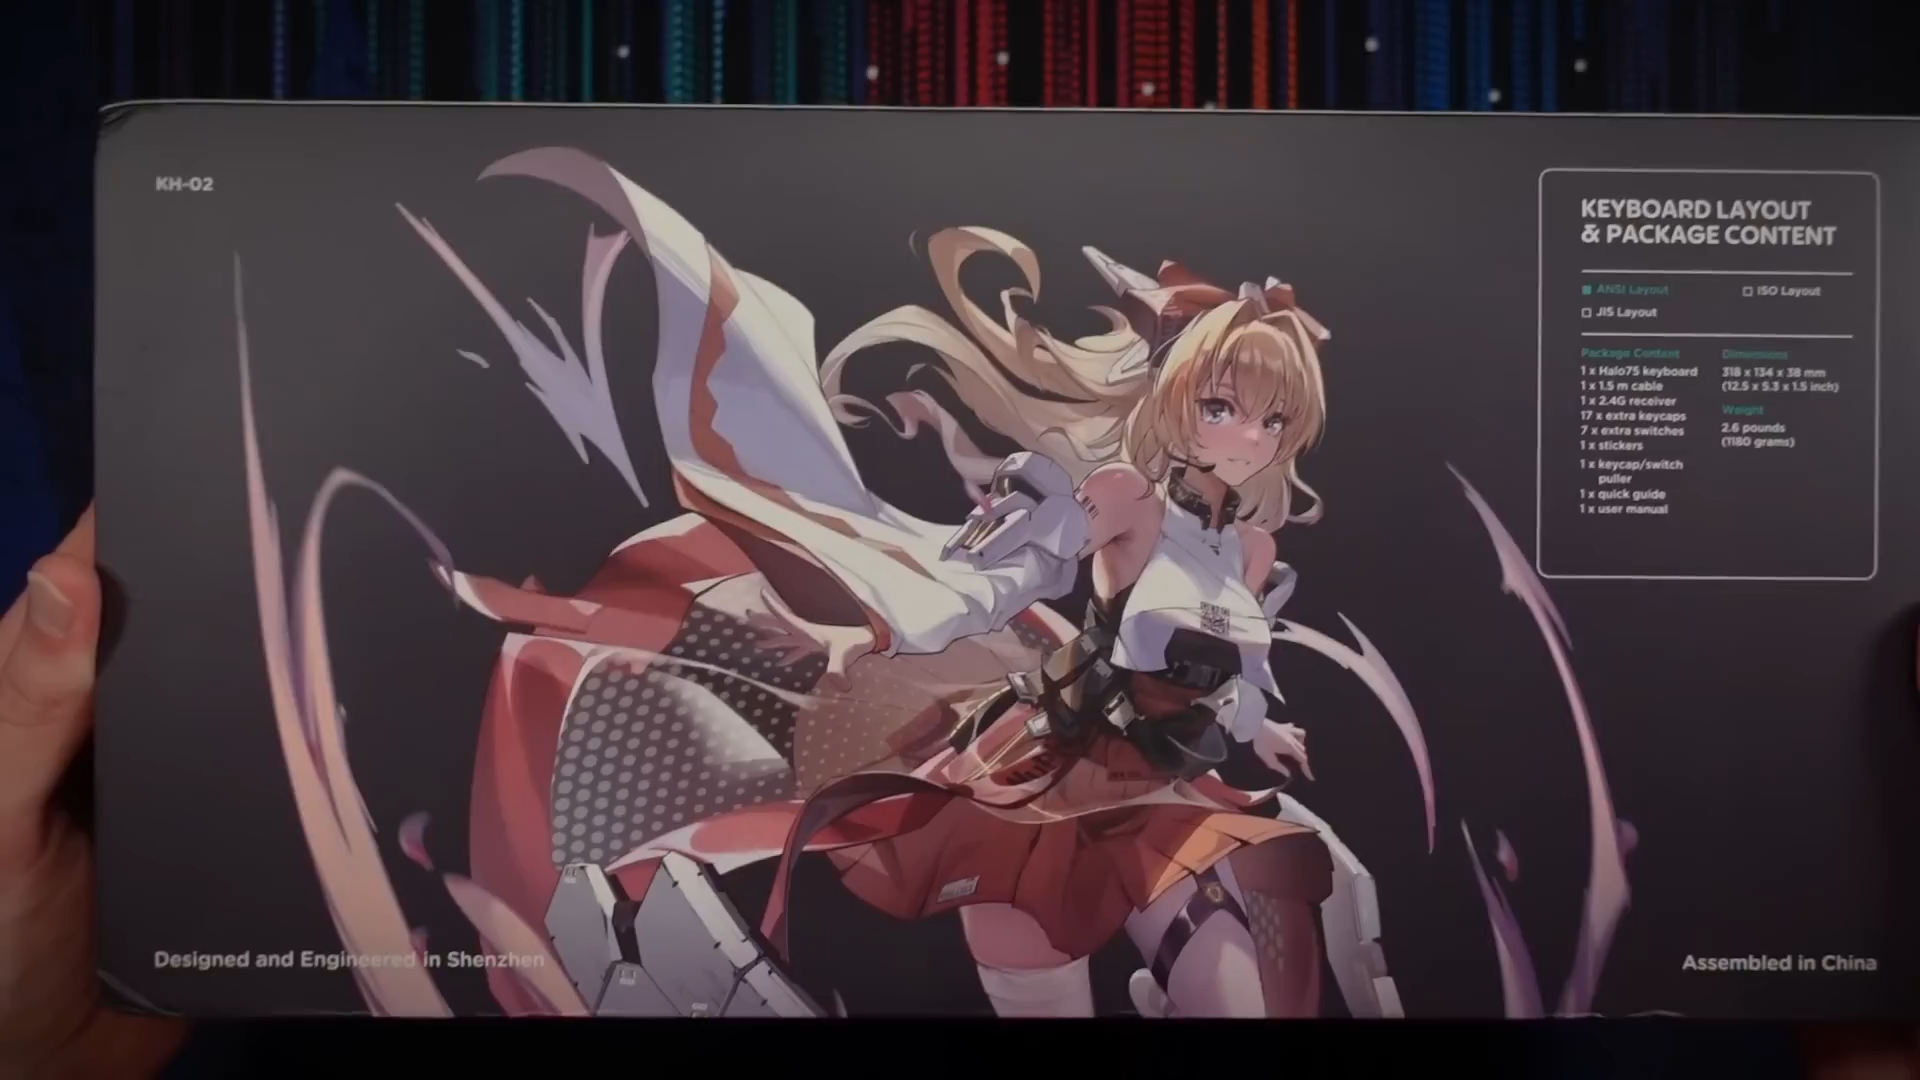 KH-02
KEYBOARD LAYOUT
& PACKAGE CONTENT
ANSI Layout
ISO Layout
JIS Layout
Package Content
1 x Halo75 keyboard
1 x 1.5 m cable
1 x 2.4G receiver
17 x extra keycaps
7 x extra switches
1 x stickers
1 x keycap/switch
puller
1 x quick guide
1 x user manual
Dimensions
318 x 134 x 38 mm
(12.5 x 5.3 x 1.5 inch)
Weight
2.6 pounds
(1180 grams)
Designed and Engineered in Shenzhen
Assembled in China